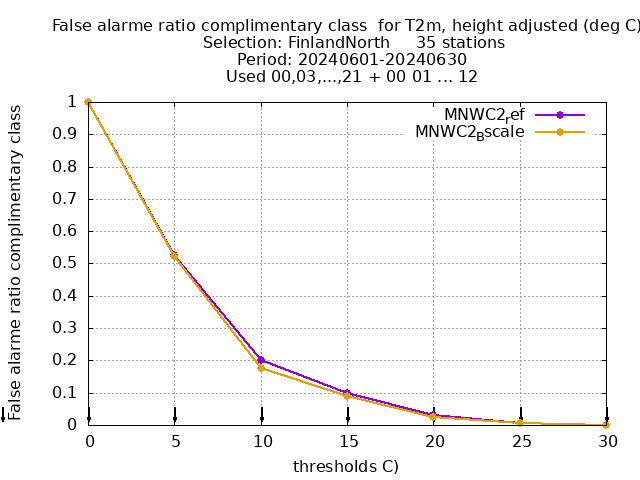 False alarme ratio complimentary class for T2m, height adjusted (deg C)
Selection: FinlandNorth 35 stations
Period: 20240601-20240630
Used 00,03,...,21 + 00 01 ... 12
MNWC2ref
MNWC2Bscale
False alarme ratio complimentary class
1
0.9
0.8
0.7
0.6
0.5
0.4
0.3
0.2
0.1
0
0 5 10 15 20 25 30
thresholds C)